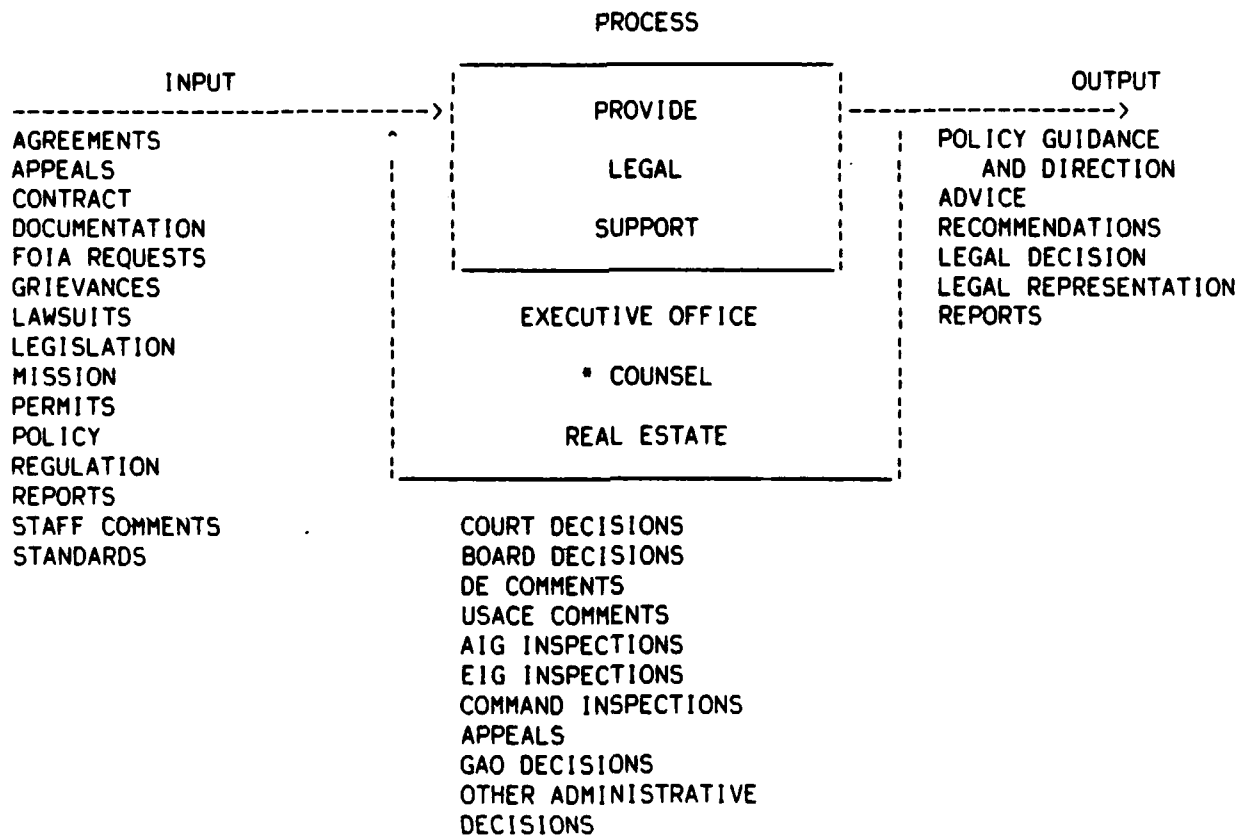 PROCESS
INPUT
OUTPUT
PROVIDE
LEGAL
SUPPORT
AGREEMENTS
APPEALS
CONTRACT
DOCUMENTATION
FOIA REQUESTS
GRIEVANCES
LAWSUITS
LEGISLATION
MISSION
PERMITS
POLICY
REGULATION
REPORTS
STAFF COMMENTS
STANDARDS
EXECUTIVE OFFICE
* COUNSEL
REAL ESTATE
POLICY GUIDANCE
AND DIRECTION
ADVICE
RECOMMENDATIONS
LEGAL DECISION
LEGAL REPRESENTATION
REPORTS
COURT DECISIONS
BOARD DECISIONS
DE COMMENTS
USACE COMMENTS
AIG INSPECTIONS
EIG INSPECTIONS
COMMAND INSPECTIONS
APPEALS
GAO DECISIONS
OTHER ADMINISTRATIVE
DECISIONS